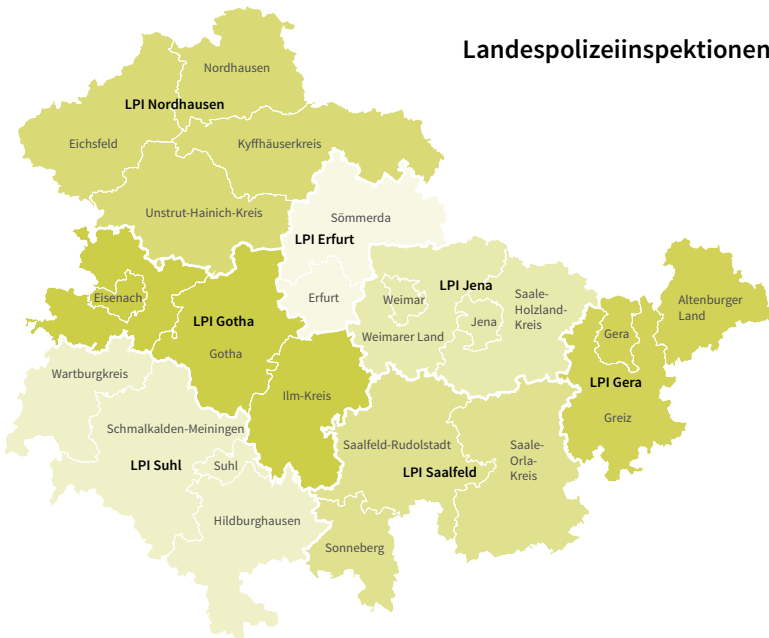 Landespolizeiinspektionen
Nordhausen
LPI Nordhausen
Eichsfeld
Kyffhäuserkreis
Unstrut-Hainich-Kreis
Sömmerda
LPI Erfurt
Erfurt
Eisenach
LPI Gotha
Gotha
LPI Jena
Weimar
Saale-
Holzland-
Kreis
Jena
Weimarer Land
Altenburger
Land
Gera
LPI Gera
Greiz
Wartburgkreis
Ilm-Kreis
Schmalkalden-Meiningen
LPI Suhl
Suhl
Hildburghausen
Saalfeld-Rudolstadt
LPI Saalfeld
Saale-
Orla-
Kreis
Sonneberg